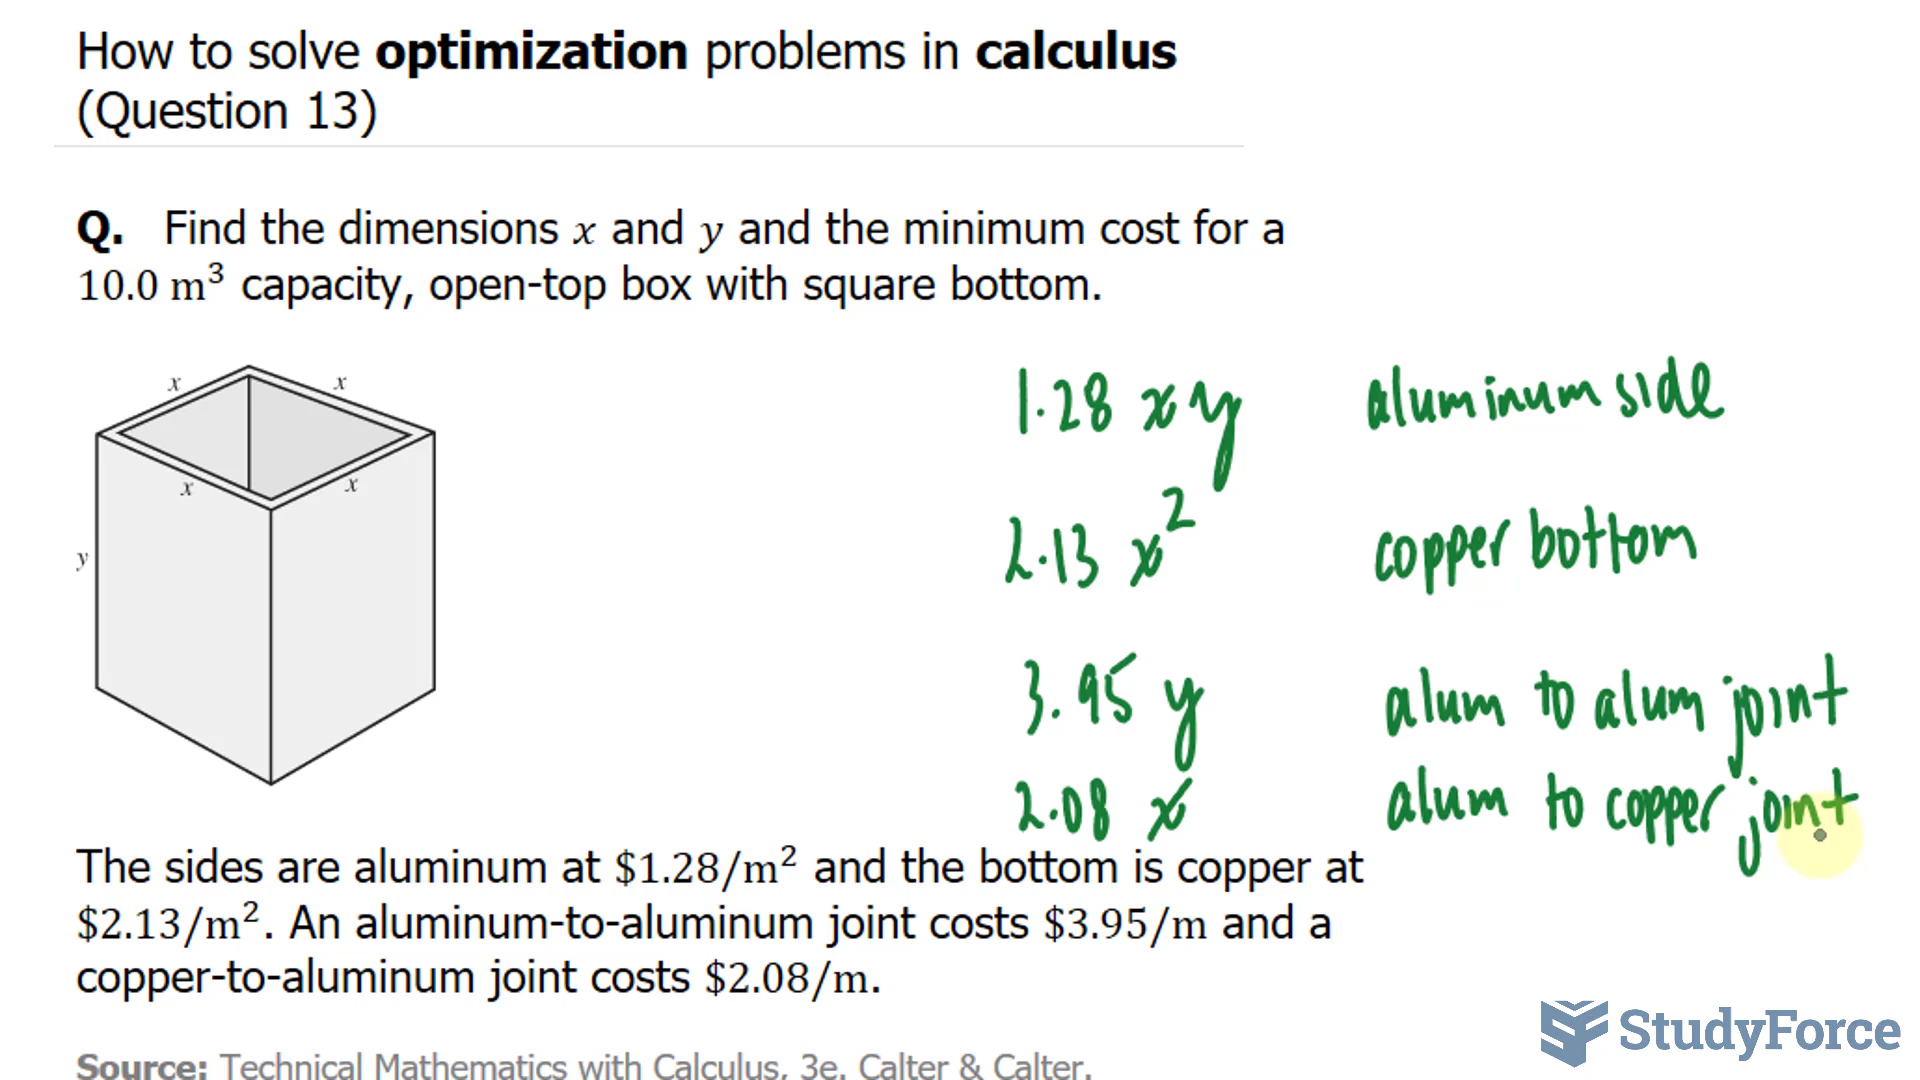 How to solve optimization problems in calculus
(Question 13)
Q. Find the dimensions x and y and the minimum cost for a
10.0 m³ capacity, open-top box with square bottom.
x x
x x
y
1.28 xy aluminum side
2.13 x² copper bottom
3.95 y alum to alum joint
2.08 x alum to copper joint
The sides are aluminum at $1.28/m² and the bottom is copper at
$2.13/m². An aluminum-to-aluminum joint costs $3.95/m and a
copper-to-aluminum joint costs $2.08/m.
StudyForce
Source: Technical Mathematics with Calculus, 3e. Calter & Calter.